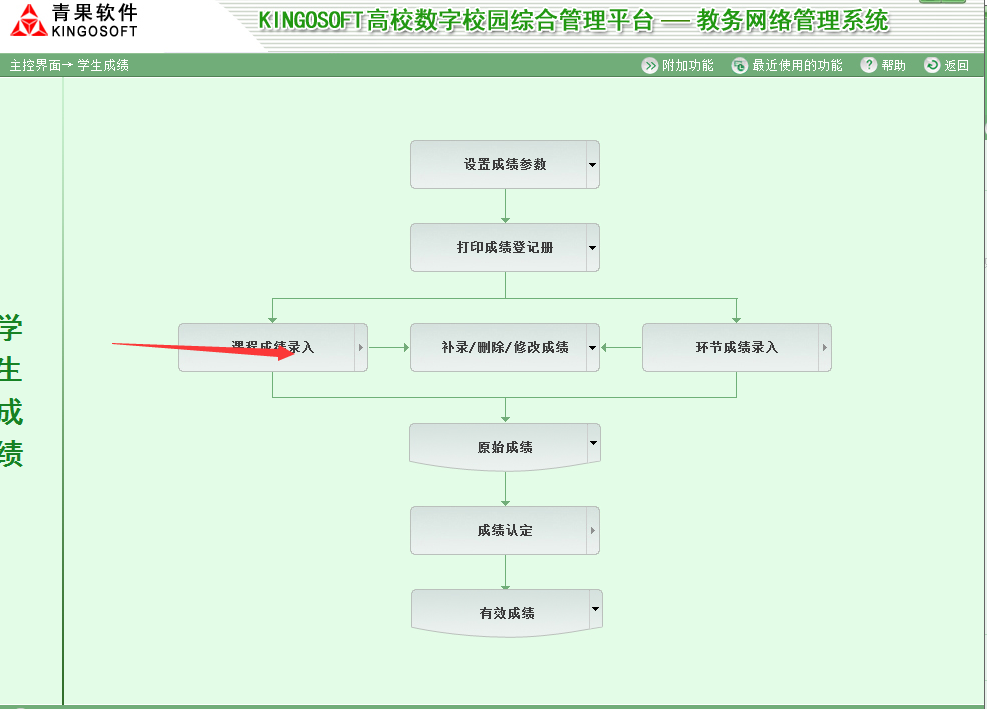 青果软件
KINGOSOFT
KINGOSOFT高校数字校园综合管理平台 — 教务网络管理系统
主控界面→ 学生成绩
附加功能
最近使用的功能
帮助
返回
学生成绩
设置成绩参数
打印成绩登记册
课程成绩录入
补录/删除/修改成绩
环节成绩录入
原始成绩
成绩认定
有效成绩